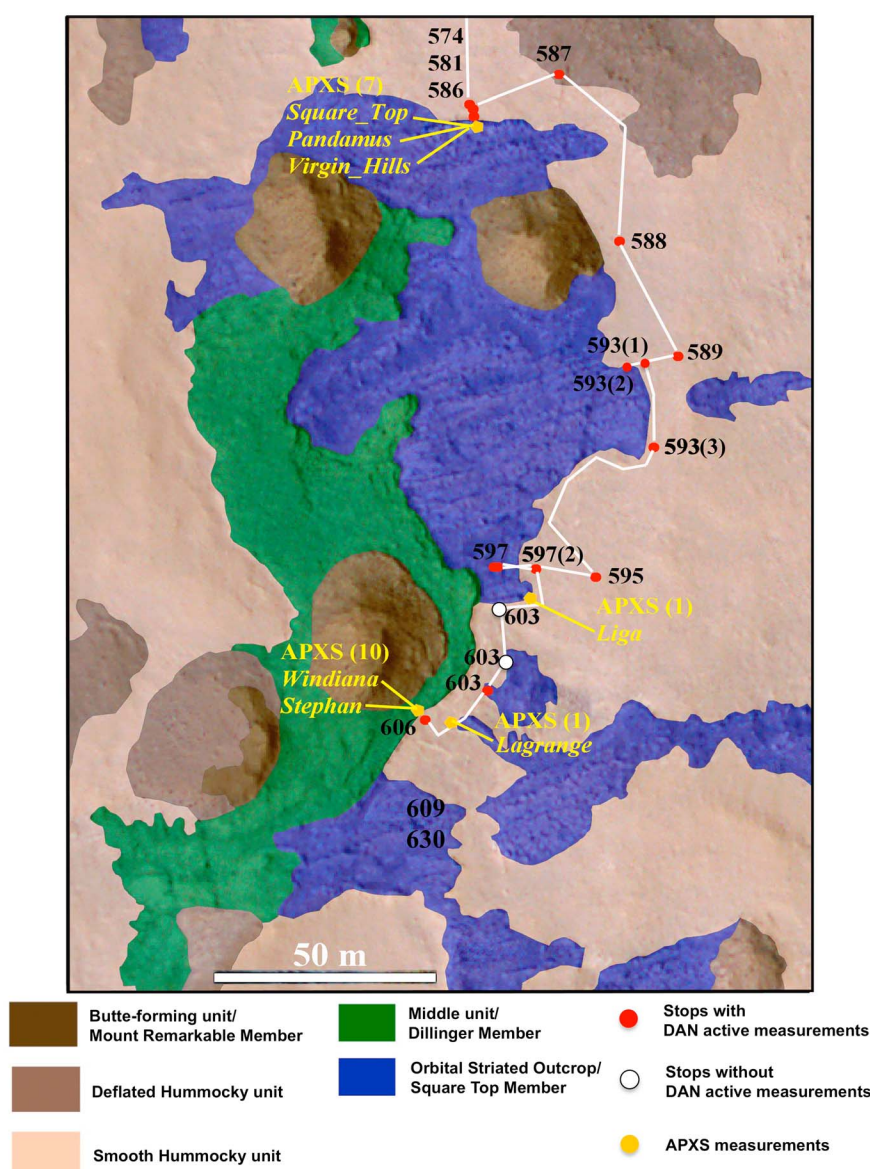 574
581
586
587
APXS (7)
Square_Top
Pandamus
Virgin_Hills
588
593(1)
589
593(2)
593(3)
597
597(2)
595
APXS (1)
Liga
603
603
603
APXS (10)
Windiana
Stephan
606
APXS (1)
Lagrange
609
630
50 m
Butte-forming unit/
Mount Remarkable Member
Deflated Hummocky unit
Smooth Hummocky unit
Middle unit/
Dillinger Member
Orbital Striated Outcrop/
Square Top Member
Stops with
DAN active measurements
Stops without
DAN active measurements
APXS measurements